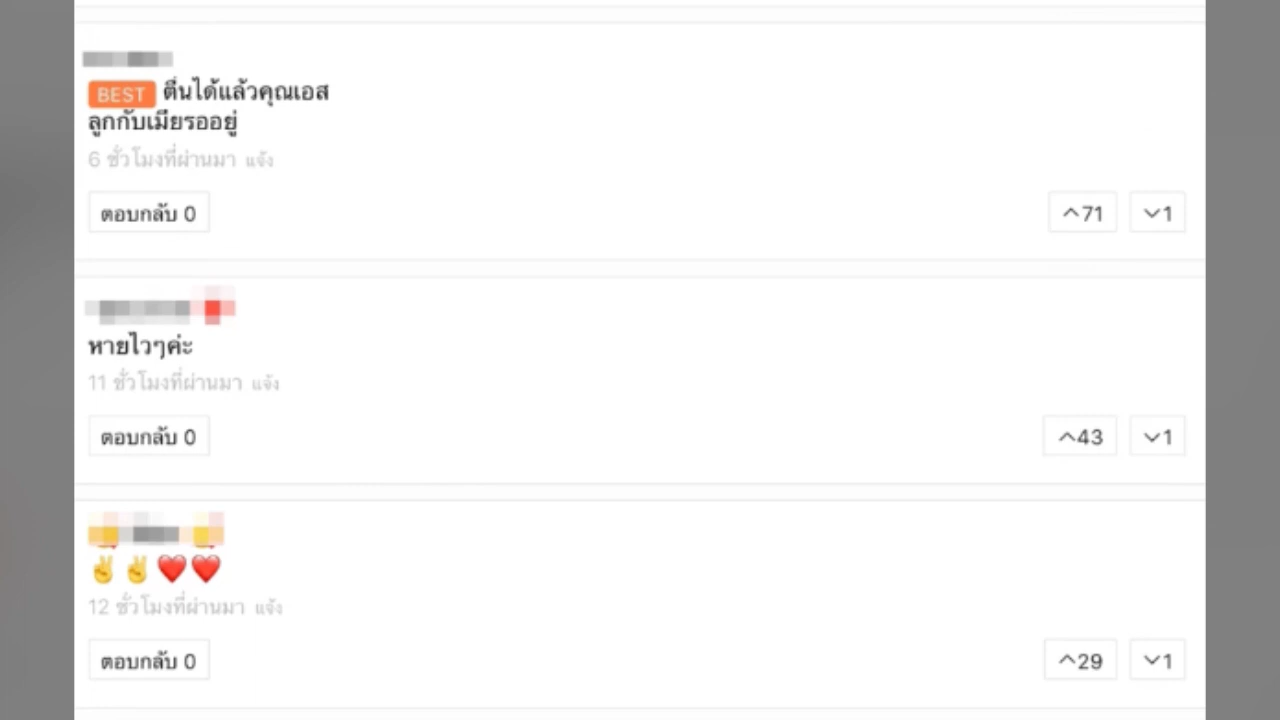 BEST ตื่นได้แล้วคุณเอส
ลูกกับเมียรออยู่
6 ชั่วโมงที่ผ่านมา แจ้ง
ตอบกลับ 0
71
1
หายไวๆค่ะ
11 ชั่วโมงที่ผ่านมา แจ้ง
ตอบกลับ 0
43
1
✌️✌️❤️❤️
12 ชั่วโมงที่ผ่านมา แจ้ง
ตอบกลับ 0
29
1